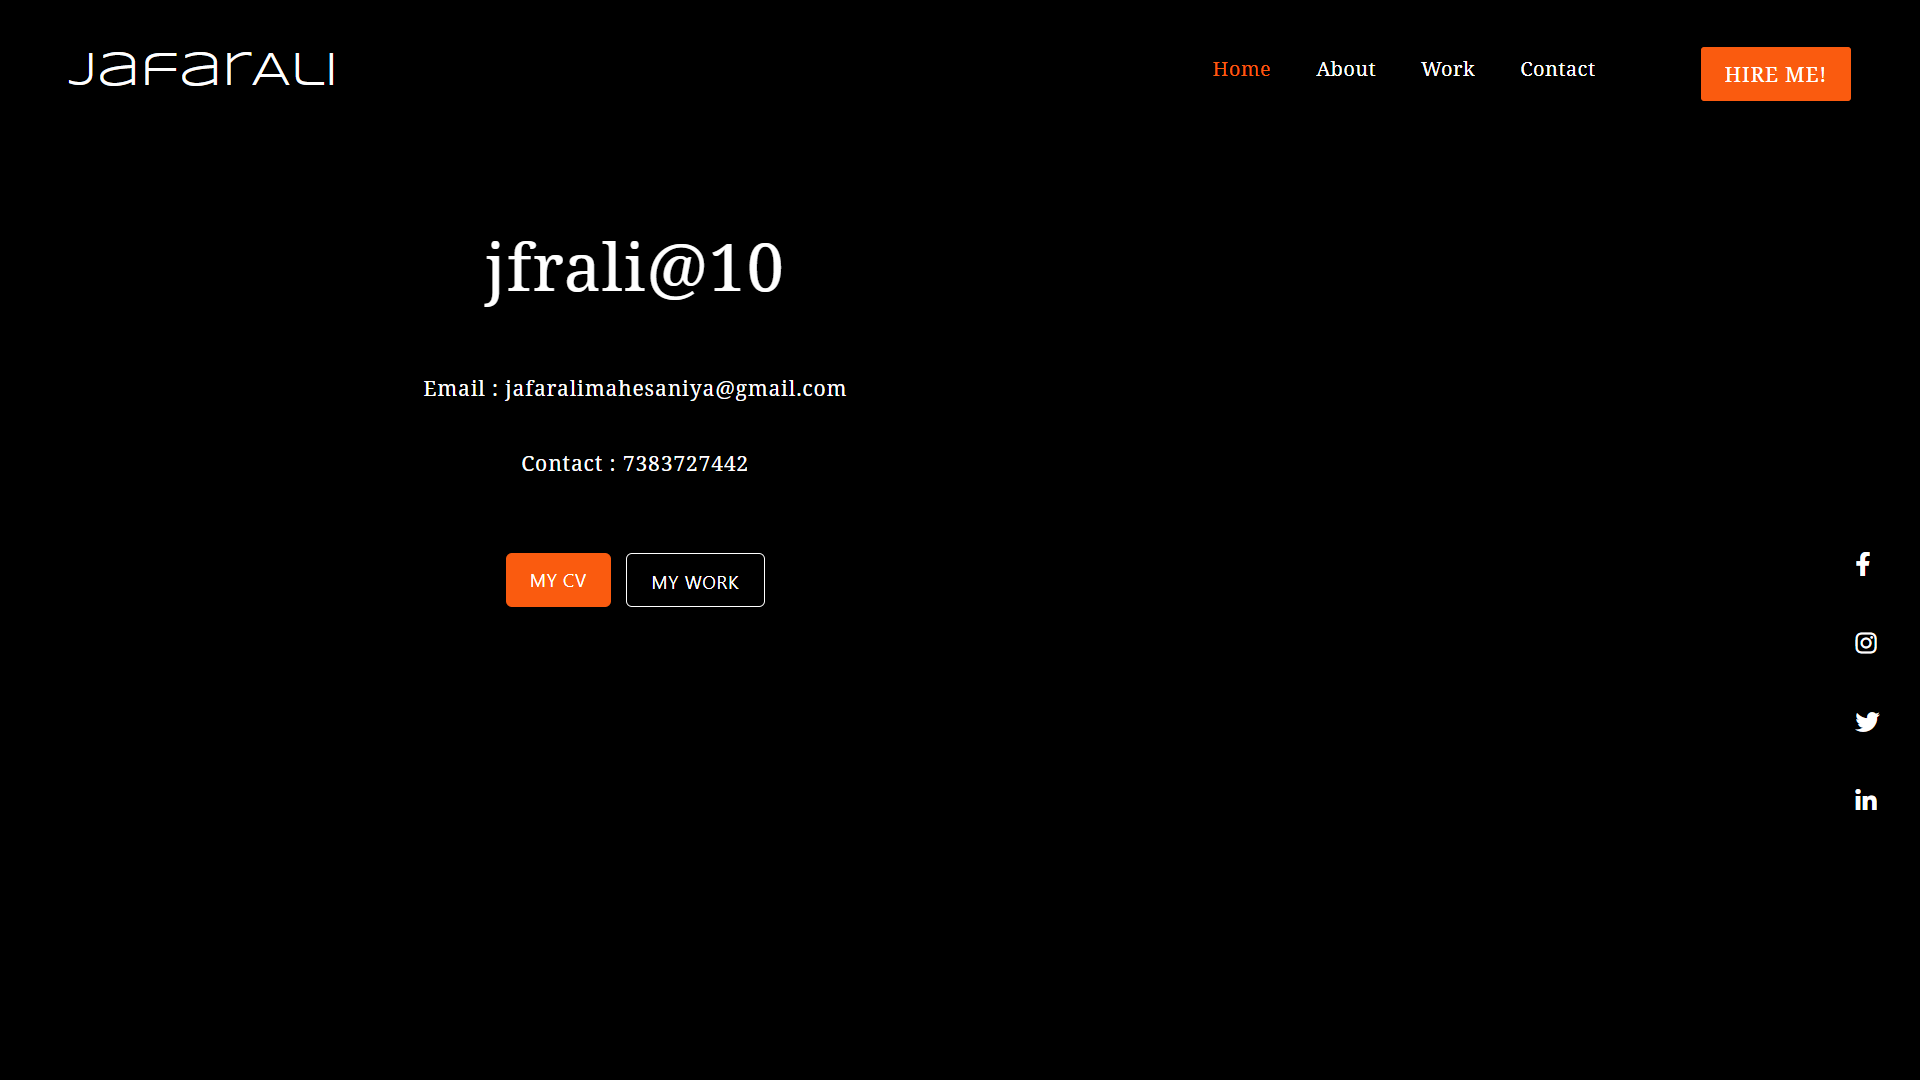 JaFarALI
Home About Work Contact HIRE ME!
jfrali@10
Email : jafaralimahesaniya@gmail.com
Contact : 7383727442
MY CV MY WORK